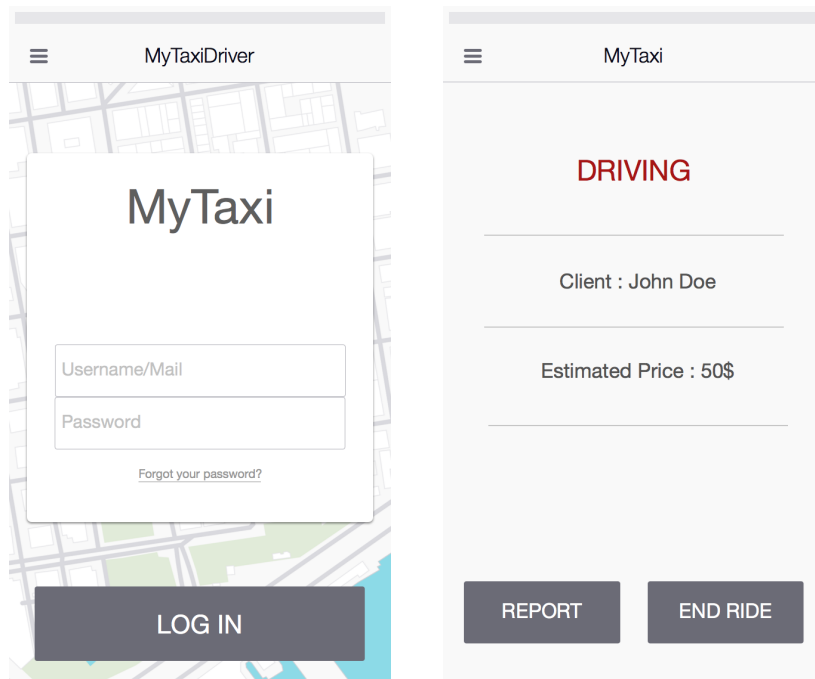 MyTaxiDriver
MyTaxi
Username/Mail
Password
Forgot your password?
LOG IN
MyTaxi
DRIVING
Client : John Doe
Estimated Price : 50$
REPORT
END RIDE